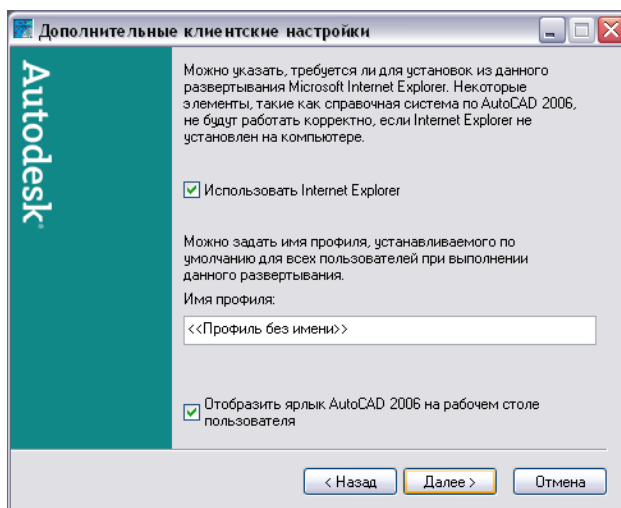 Дополнительные клиентские настройки
Autodesk
Можно указать, требуется ли для установок из данного
развертывания Microsoft Internet Explorer. Некоторые
элементы, такие как справочная система по AutoCAD 2006,
не будут работать корректно, если Internet Explorer не
установлен на компьютере.
Использовать Internet Explorer
Можно задать имя профиля, устанавливаемого по
умолчанию для всех пользователей при выполнении
данного развертывания.
Имя профиля:
<<Профиль без имени>>
Отобразить ярлык AutoCAD 2006 на рабочем столе
пользователя
< Назад
Далее >
Отмена